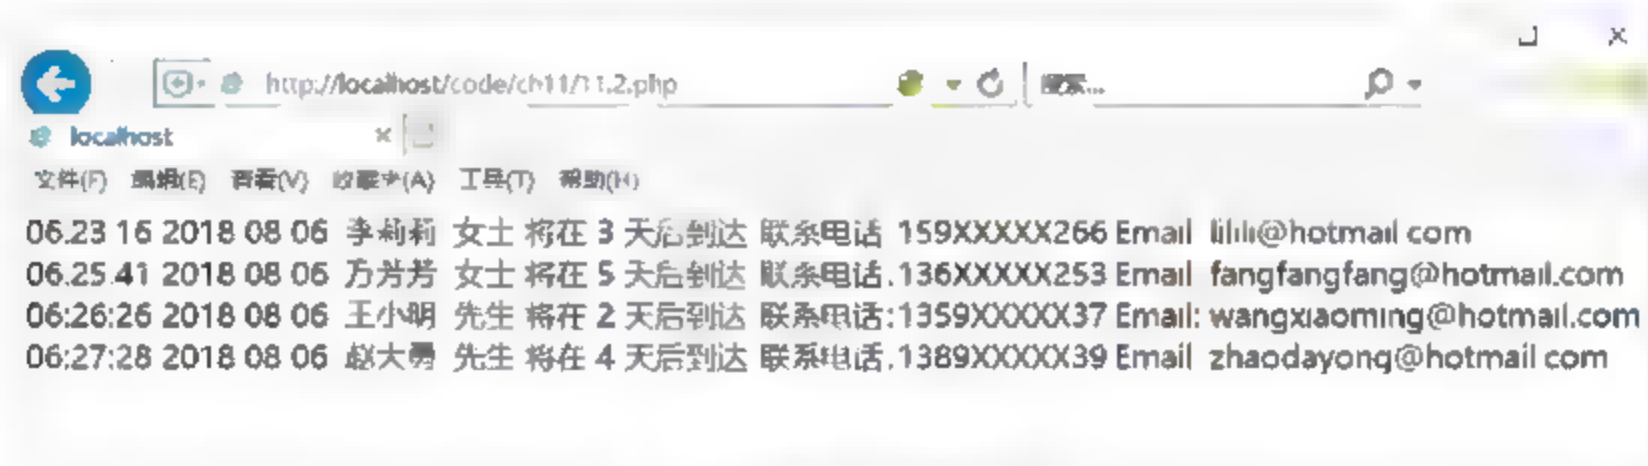 http://localhost/code/ch11/11.2.php
localhost
文件(F) 编辑(E) 查看(V) 收藏夹(A) 工具(T) 帮助(H)
06:23 16 2018 08 06 李莉莉 女士 将在 3 天后到达 联系电话 159XXXXX266 Email lilili@hotmail com
06.25.41 2018 08 06 方芳芳 女士 将在 5 天后到达 联系电话.136XXXXX253 Email fangfangfang@hotmail.com
06:26:26 2018 08 06 王小明 先生 将在 2 天后到达 联系电话:1359XXXXX37 Email: wangxiaoming@hotmail.com
06:27:28 2018 08 06 赵大勇 先生 将在 4 天后到达 联系电话.1389XXXXX39 Email zhaodayong@hotmail com